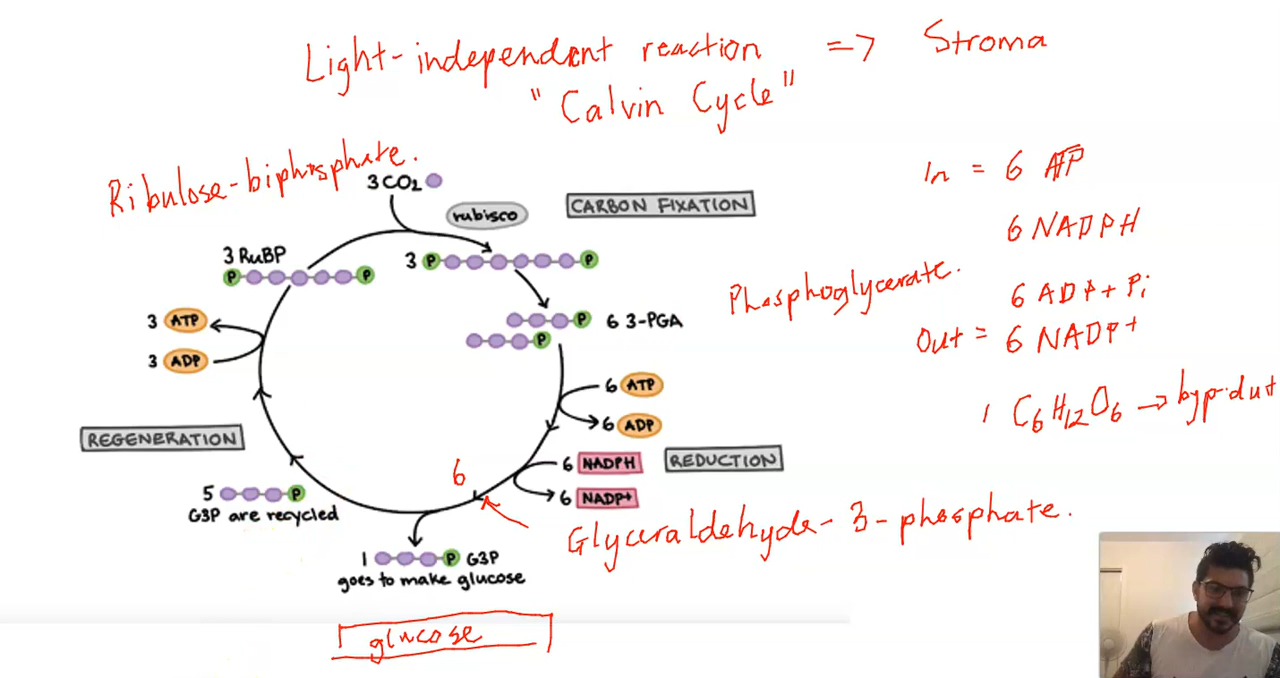 Light-independent reaction => Stroma
"Calvin Cycle"
Ribulose-biphosphate.
3 CO2
rubisco
CARBON FIXATION
In = 6 ATP
6 NADPH
3 RuBP
P P
3 P P
Phosphoglycerate.
6 ADP + Pi
Out = 6 NADP+
3 ATP
3 ADP
P 6 3-PGA
P
6 ATP
6 ADP
1 C6H12O6 →
REGENERATION
6 NADPH
REDUCTION
6
6 NADP+
5 P
G3P are recycled
Glyceraldehyde-3-phosphate.
1 P G3P
goes to make glucose
glucose